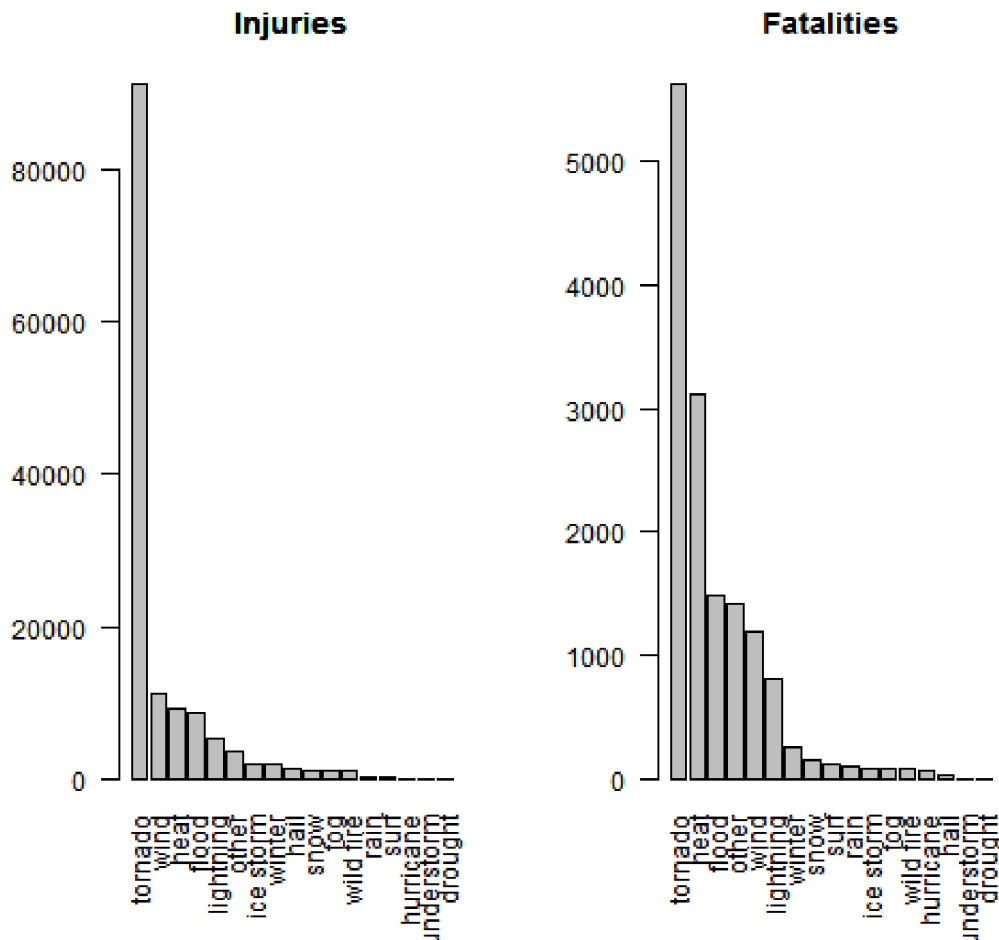 Injuries
80000
60000
40000
20000
0
tornado
wind
heat
flood
lightning
other
ice storm
winter
hail
snow
fog
wild fire
rain
surf
hurricane
understorm
drought
Fatalities
5000
4000
3000
2000
1000
0
tornado
heat
flood
other
wind
lightning
winter
snow
surf
rain
ice storm
fog
wild fire
hurricane
hail
understorm
drought